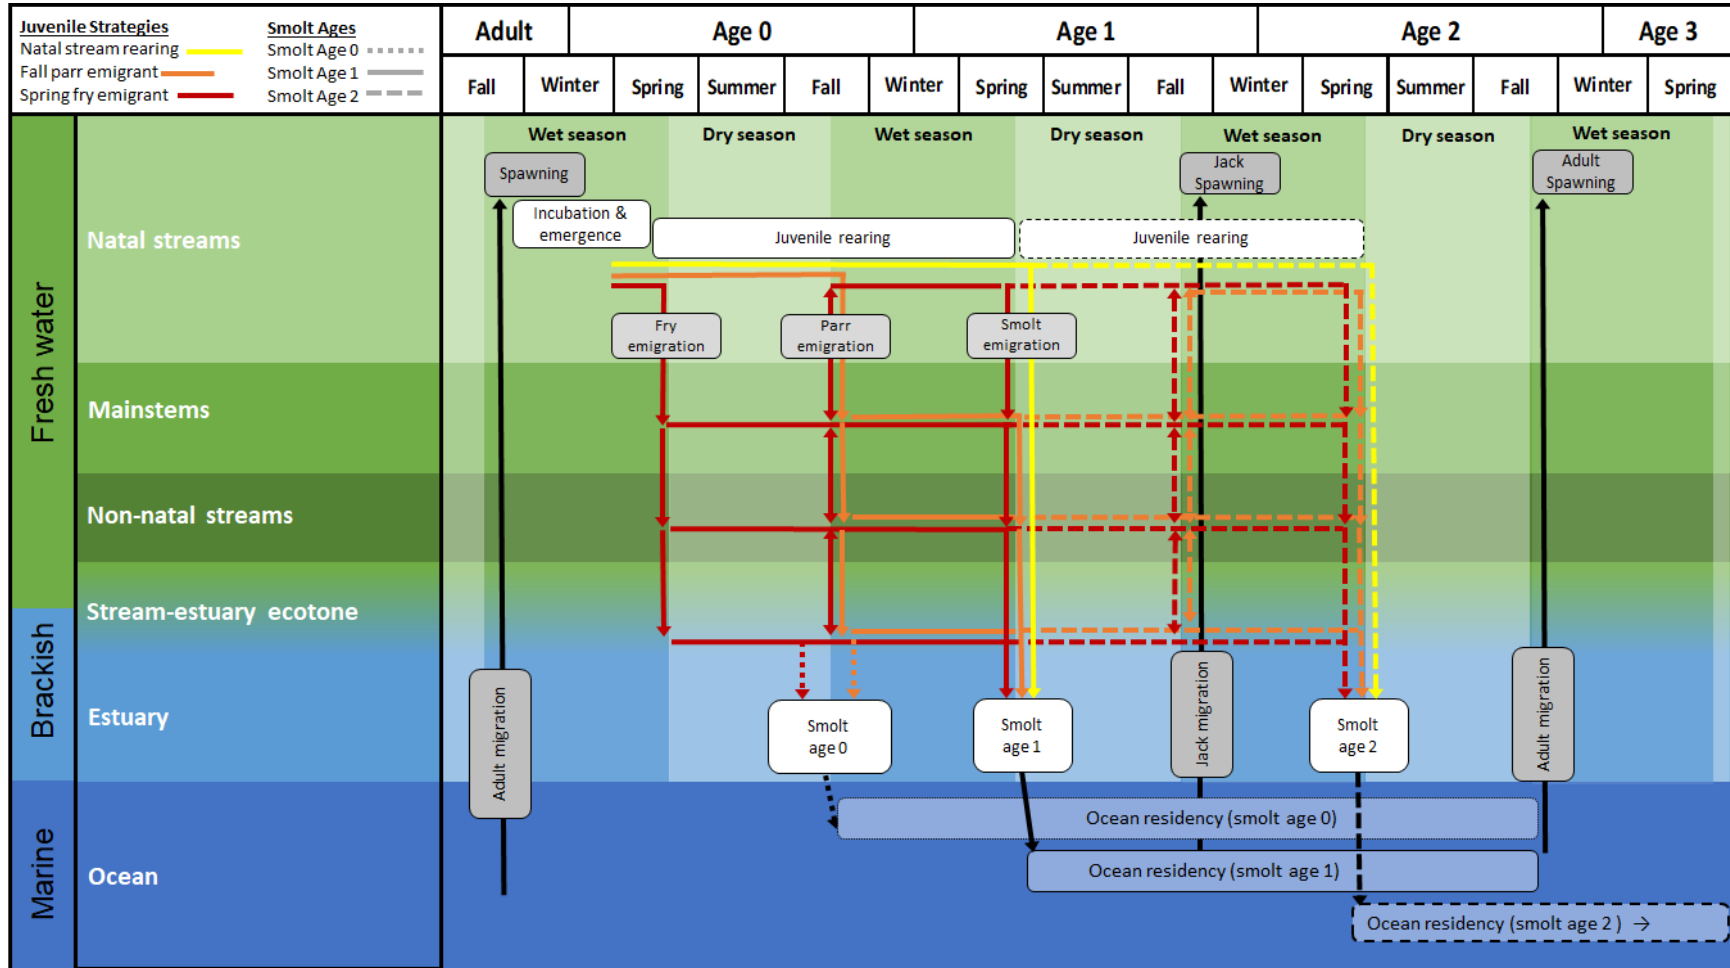 Juvenile Strategies
Natal stream rearing
Fall parr emigrant
Spring fry emigrant
Smolt Ages
Smolt Age 0
Smolt Age 1
Smolt Age 2
Adult Age 0 Age 1 Age 2 Age 3
Fall Winter Spring Summer Fall Winter Spring Summer Fall Winter Spring Summer Fall Winter Spring
Wet season Dry season Wet season Dry season Wet season Dry season Wet season
Fresh water
Brackish
Marine
Natal streams
Mainstems
Non-natal streams
Stream-estuary ecotone
Estuary
Ocean
Spawning
Jack
Spawning
Adult
Spawning
Incubation &
emergence
Juvenile rearing
Juvenile rearing
Fry
emigration
Parr
emigration
Smolt
emigration
Adult migration
Smolt
age 0
Smolt
age 1
Jack migration
Smolt
age 2
Adult migration
Ocean residency (smolt age 0)
Ocean residency (smolt age 1)
Ocean residency (smolt age 2 ) →